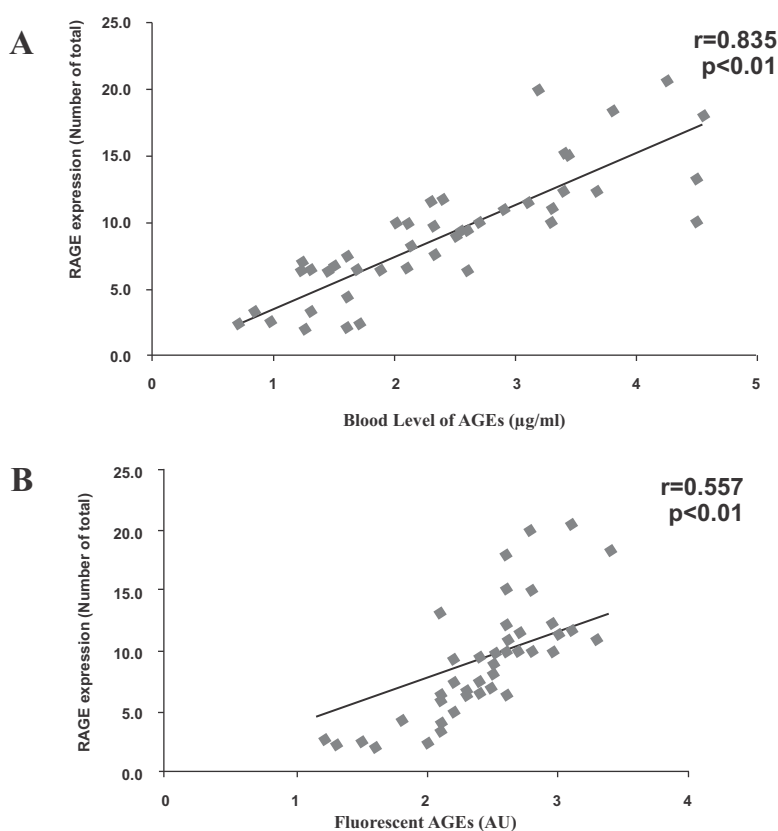 A
r=0.835
p<0.01
RAGE expression (Number of total)
25.0
20.0
15.0
10.0
5.0
0.0
0 1 2 3 4 5
Blood Level of AGEs (µg/ml)
B
r=0.557
p<0.01
RAGE expression (Number of total)
25.0
20.0
15.0
10.0
5.0
0.0
0 1 2 3 4
Fluorescent AGEs (AU)